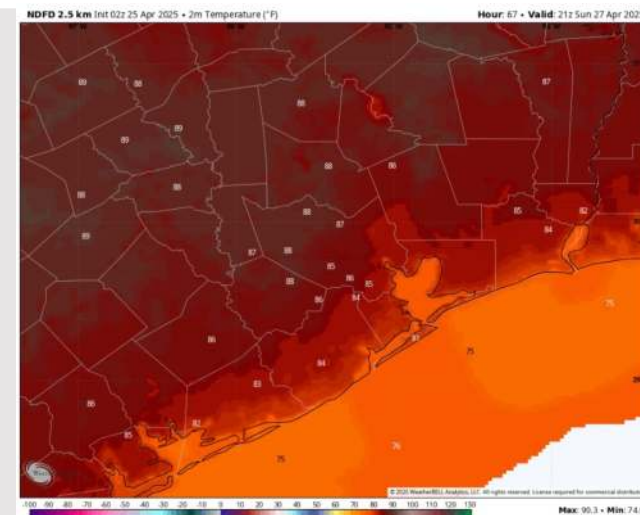 NDFD 2.5 km Init 02z 25 Apr 2025 • 2m Temperature (°F) Hour: 67 • Valid: 21z Sun 27 Apr 202
89 88 87
88
89 89
88 86
88 86
88
88 87 85 82
89 84
87 88
85
88 86 85
86 84
75
86 80
75
84
83
86
82
85 76
75
© 2025 WeatherBELL Analytics, LLC. All rights reserved. License required for commercial distribut
-100 -90 -80 -70 -60 -50 -40 -30 -20 -10 0 10 20 30 40 50 60 70 80 90 100 110 120 130
Max: 90.3 • Min: 74.